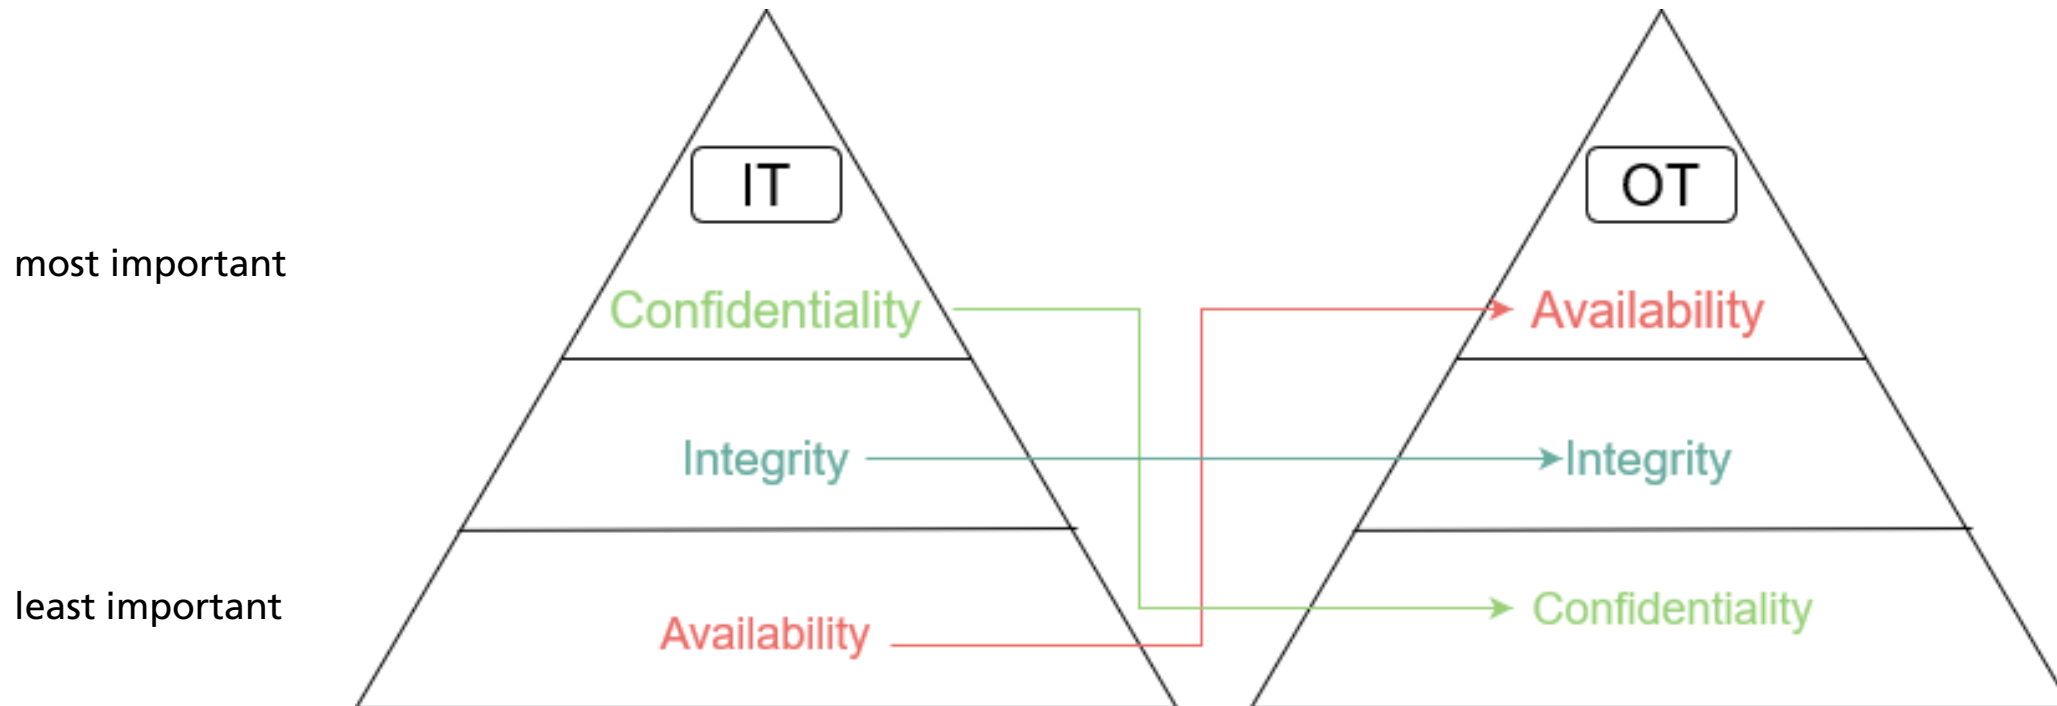 IT
OT
most important
Confidentiality
Availability
Integrity
Integrity
least important
Availability
Confidentiality